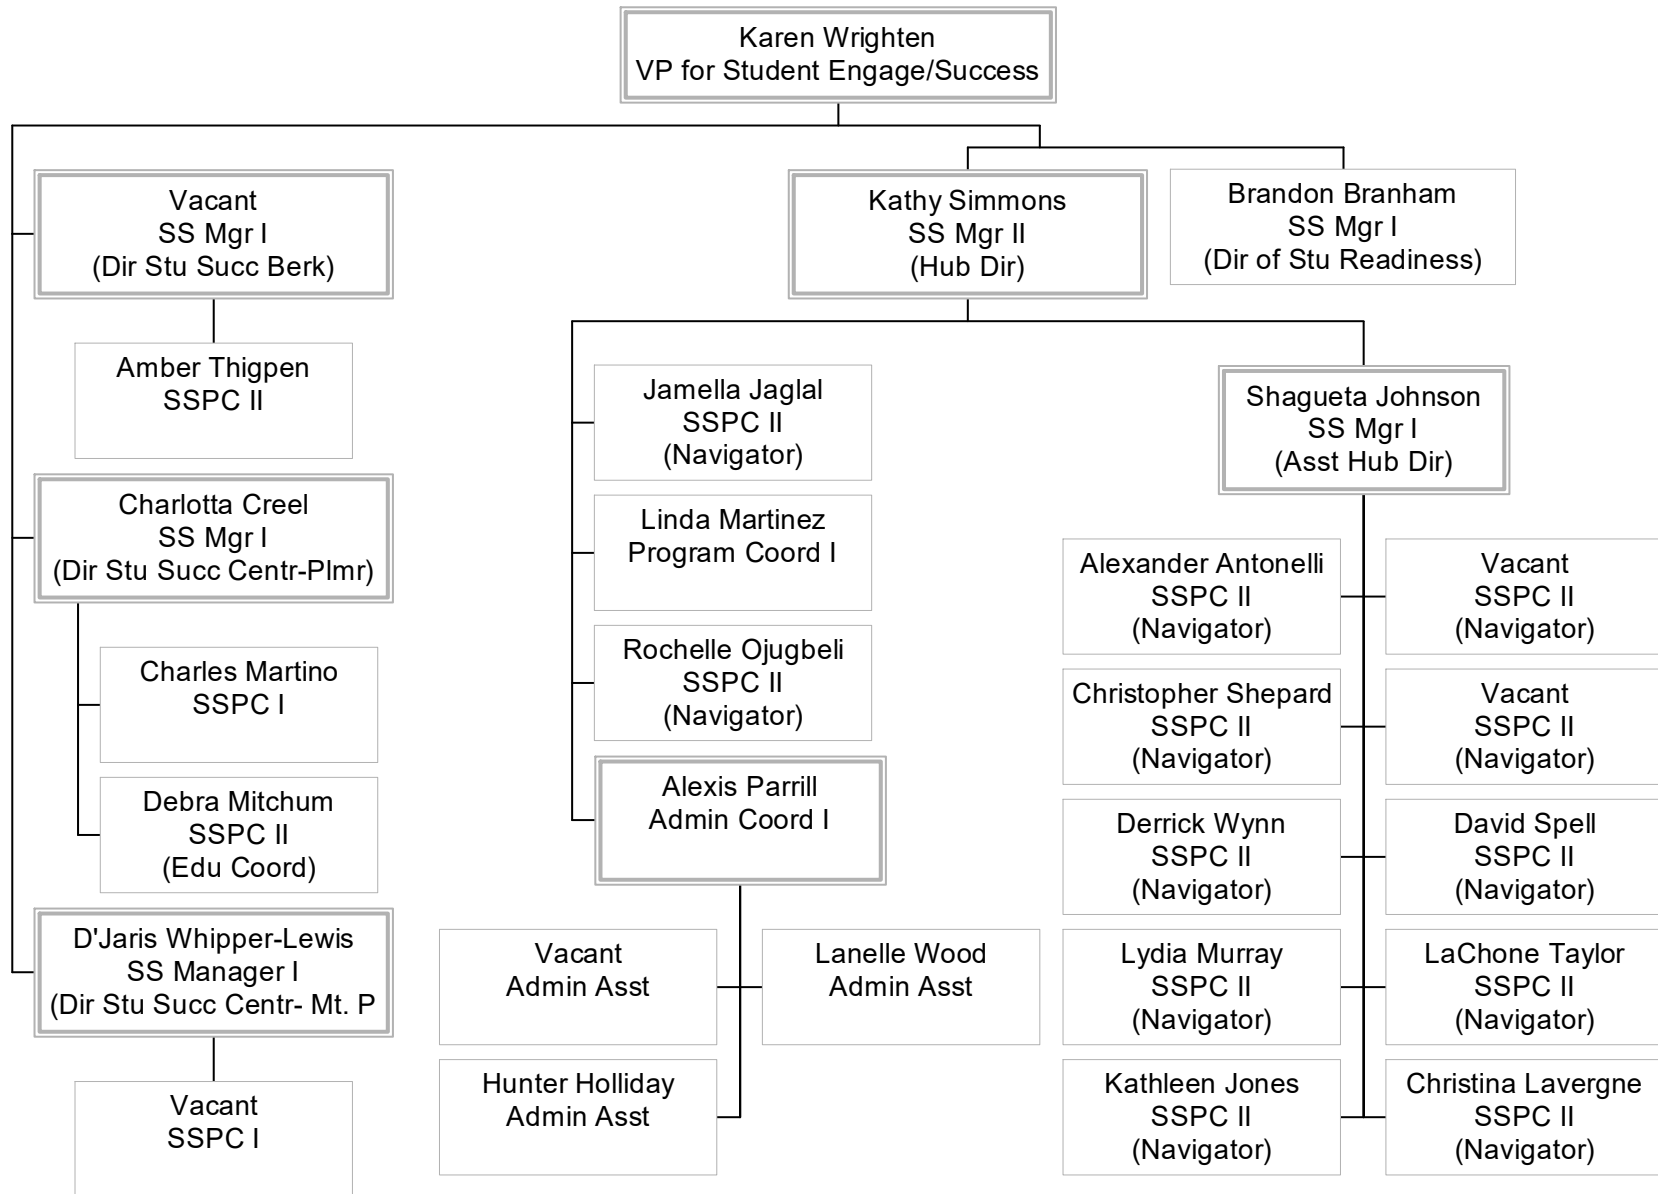 Karen Wrighten
VP for Student Engage/Success
Vacant
SS Mgr I
(Dir Stu Succ Berk)
Amber Thigpen
SSPC II
Charlotta Creel
SS Mgr I
(Dir Stu Succ Centr-Plmr)
Charles Martino
SSPC I
Debra Mitchum
SSPC II
(Edu Coord)
D'Jaris Whipper-Lewis
SS Manager I
(Dir Stu Succ Centr- Mt. P
Vacant
SSPC I
Kathy Simmons
SS Mgr II
(Hub Dir)
Jamella Jaglal
SSPC II
(Navigator)
Linda Martinez
Program Coord I
Rochelle Ojugbeli
SSPC II
(Navigator)
Alexis Parrill
Admin Coord I
Vacant
Admin Asst
Lanelle Wood
Admin Asst
Hunter Holliday
Admin Asst
Shagueta Johnson
SS Mgr I
(Asst Hub Dir)
Alexander Antonelli
SSPC II
(Navigator)
Vacant
SSPC II
(Navigator)
Christopher Shepard
SSPC II
(Navigator)
Vacant
SSPC II
(Navigator)
Derrick Wynn
SSPC II
(Navigator)
David Spell
SSPC II
(Navigator)
Lydia Murray
SSPC II
(Navigator)
LaChone Taylor
SSPC II
(Navigator)
Kathleen Jones
SSPC II
(Navigator)
Christina Lavergne
SSPC II
(Navigator)
Brandon Branham
SS Mgr I
(Dir of Stu Readiness)